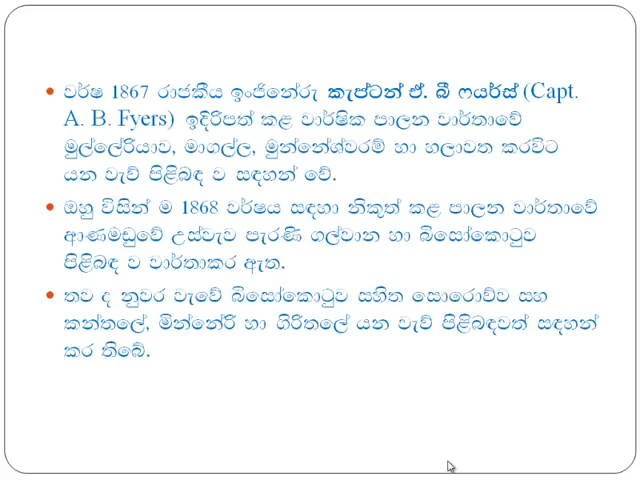 • වර්ෂ 1867 රාජකීය ඉංජිනේරු කැප්ටන් ඒ. බී ෆයර්ස් (Capt.
A. B. Fyers) ඉදිරිපත් කළ වාර්ෂික පාලන වාර්තාවේ
මුල්ලේරියාව, මාගල්ල, මුන්නේශ්වරම් හා හලාවත කරවිට
යන වැව් පිළිබඳ ව සඳහන් වේ.
• ඔහු විසින් ම 1868 වර්ෂය සඳහා නිකුත් කළ පාලන වාර්තාවේ
ආණමඩුවේ උස්වැව පැරණි ගල්වාන හා බිසෝකොටුව
පිළිබඳ ව වාර්තාකර ඇත.
• තව ද නුවර වැවේ බිසෝකොටුව සහිත සොරොව්ව සහ
කන්තලේ, මින්නේරි හා ගිරිතලේ යන වැව් පිළිබඳවත් සඳහන්
කර තිබේ.